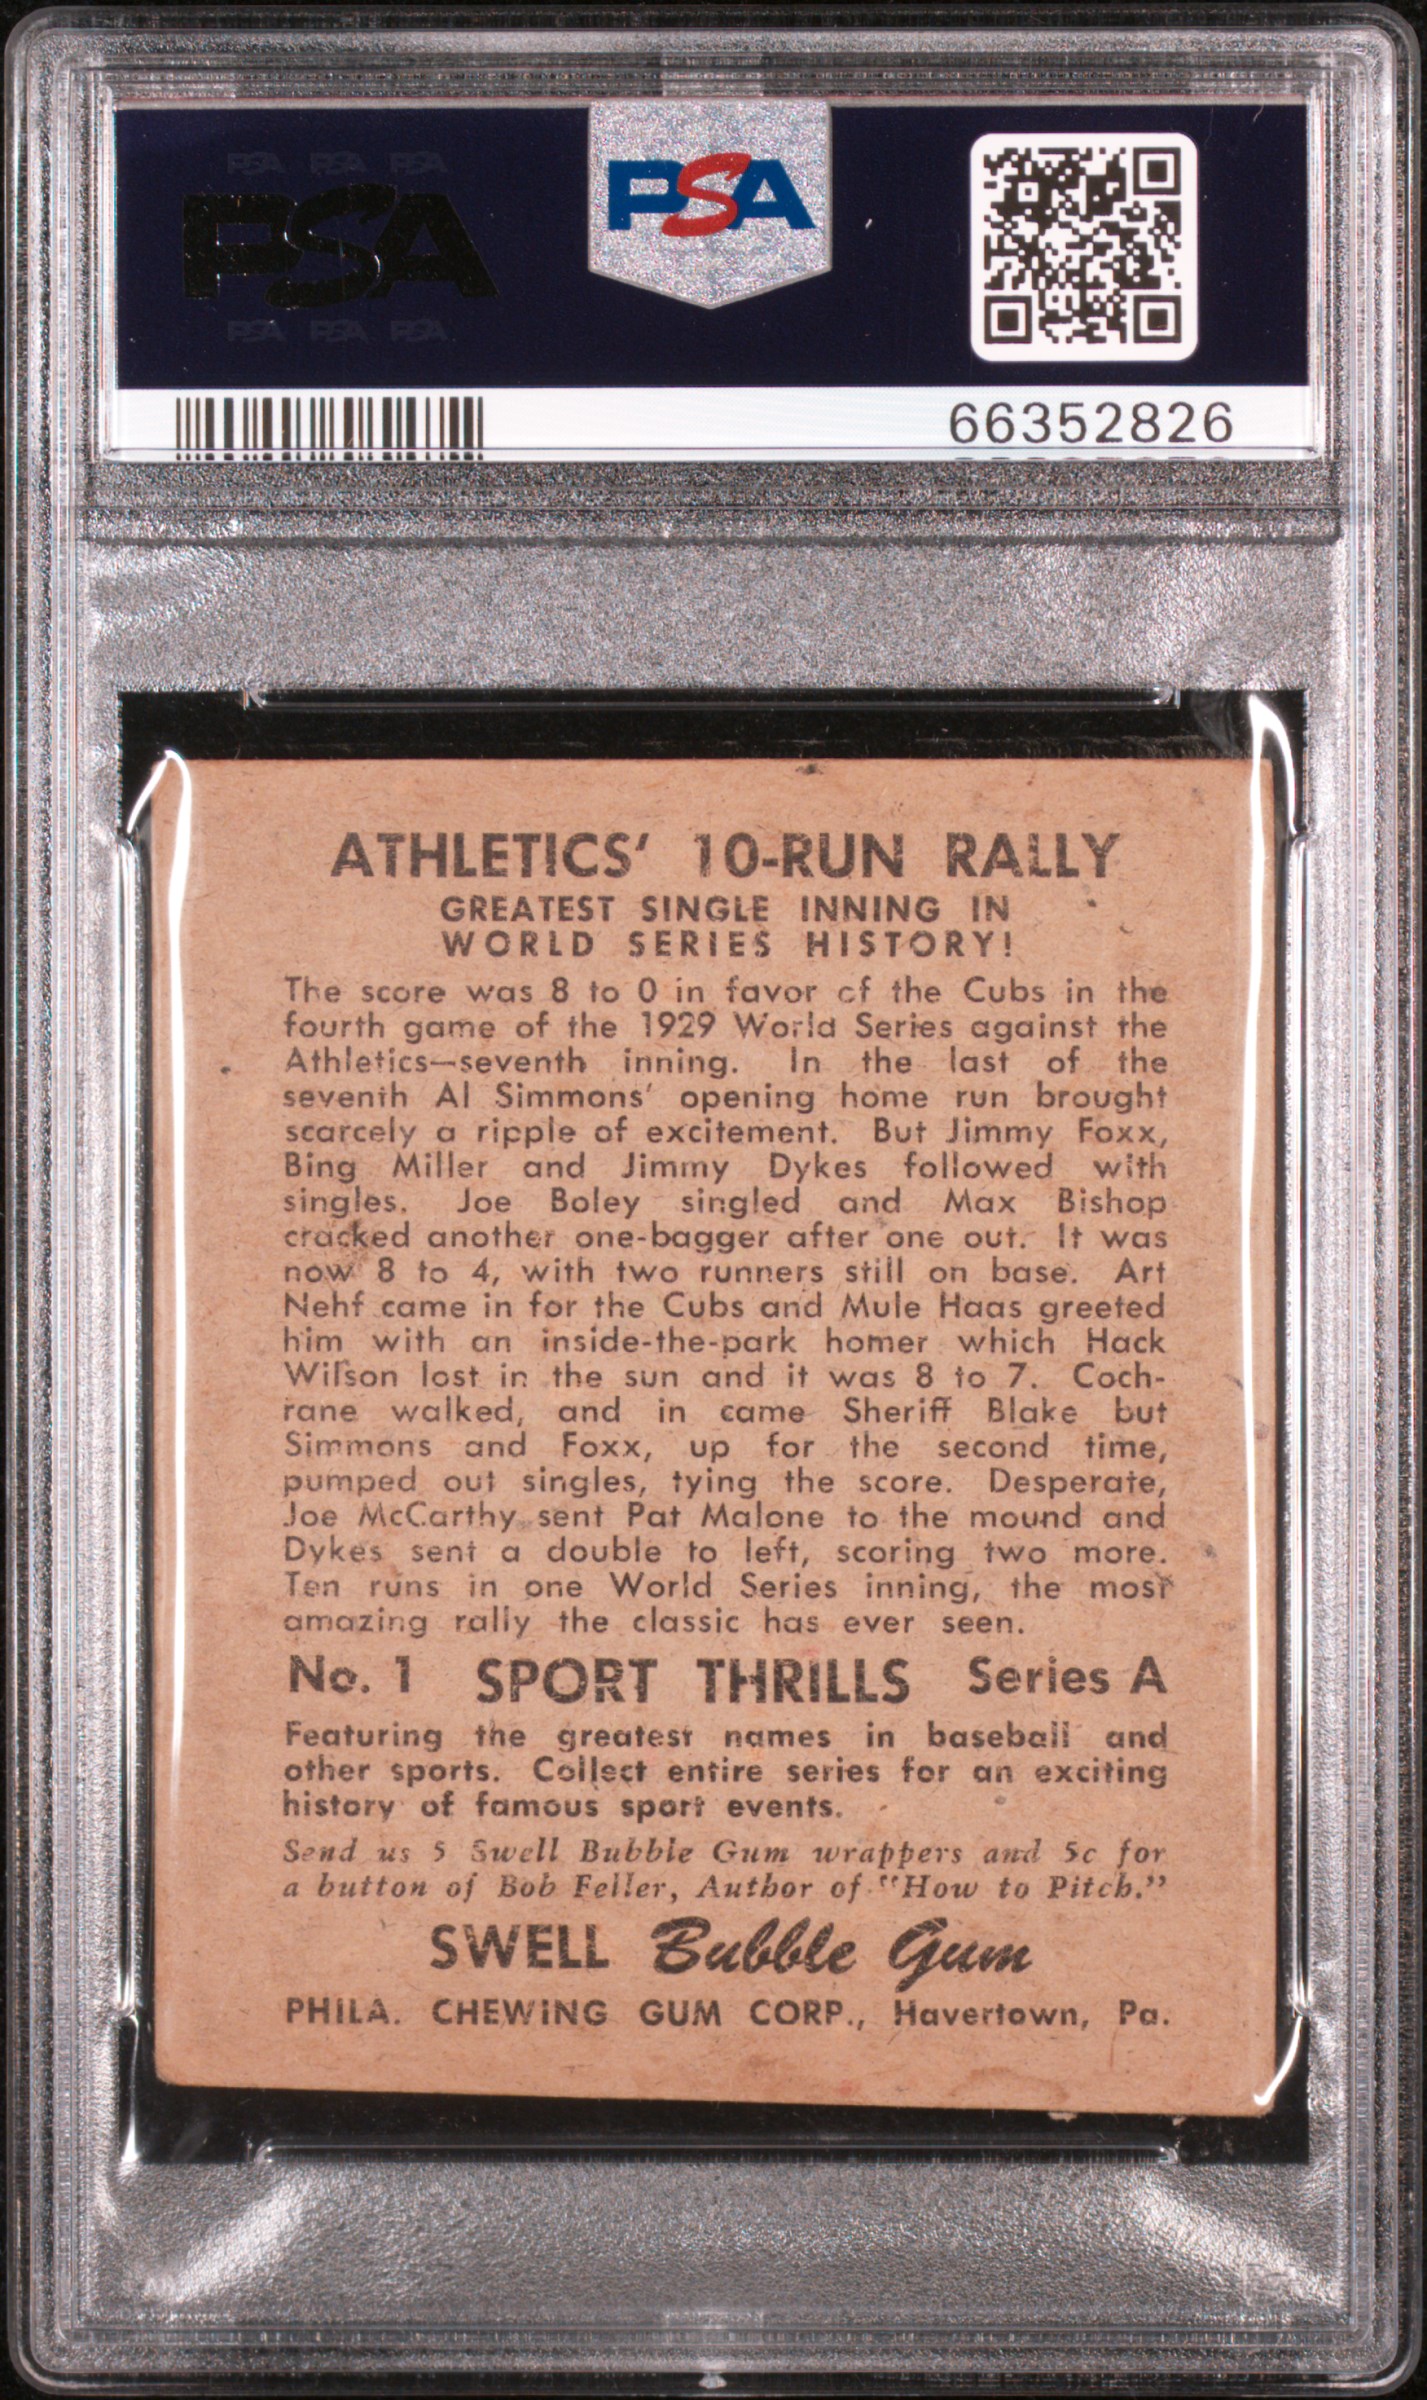 PSA PSA PSA
PSA
PSA PSA PSA
PSA
66352826
ATHLETICS' 10-RUN RALLY
GREATEST SINGLE INNING IN
WORLD SERIES HISTORY!
The score was 8 to 0 in favor of the Cubs in the
fourth game of the 1929 World Series against the
Athletics—seventh inning. In the last of the
seventh Al Simmons' opening home run brought
scarcely a ripple of excitement. But Jimmy Foxx,
Bing Miller and Jimmy Dykes followed with
singles. Joe Boley singled and Max Bishop
cracked another one-bagger after one out. It was
now 8 to 4, with two runners still on base. Art
Nehf came in for the Cubs and Mule Haas greeted
him with an inside-the-park homer which Hack
Wilson lost in the sun and it was 8 to 7. Coch-
rane walked, and in came Sheriff Blake but
Simmons and Foxx, up for the second time,
pumped out singles, tying the score. Desperate,
Joe McCarthy sent Pat Malone to the mound and
Dykes sent a double to left, scoring two more.
Ten runs in one World Series inning, the most
amazing rally the classic has ever seen.
No. 1 SPORT THRILLS Series A
Featuring the greatest names in baseball and
other sports. Collect entire series for an exciting
history of famous sport events.
Send us 5 Swell Bubble Gum wrappers and 5c for
a button of Bob Feller, Author of "How to Pitch."
SWELL Bubble Gum
PHILA. CHEWING GUM CORP., Havertown, Pa.